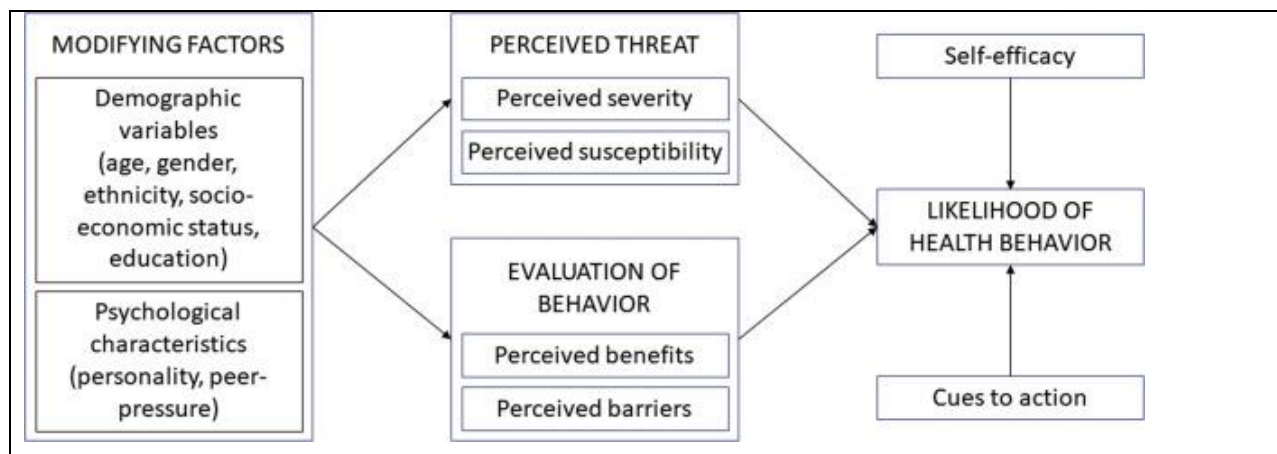 MODIFYING FACTORS
Demographic
variables
(age, gender,
ethnicity, socio-
economic status,
education)
Psychological
characteristics
(personality, peer-
pressure)
PERCEIVED THREAT
Perceived severity
Perceived susceptibility
EVALUATION OF
BEHAVIOR
Perceived benefits
Perceived barriers
Self-efficacy
LIKELIHOOD OF
HEALTH BEHAVIOR
Cues to action